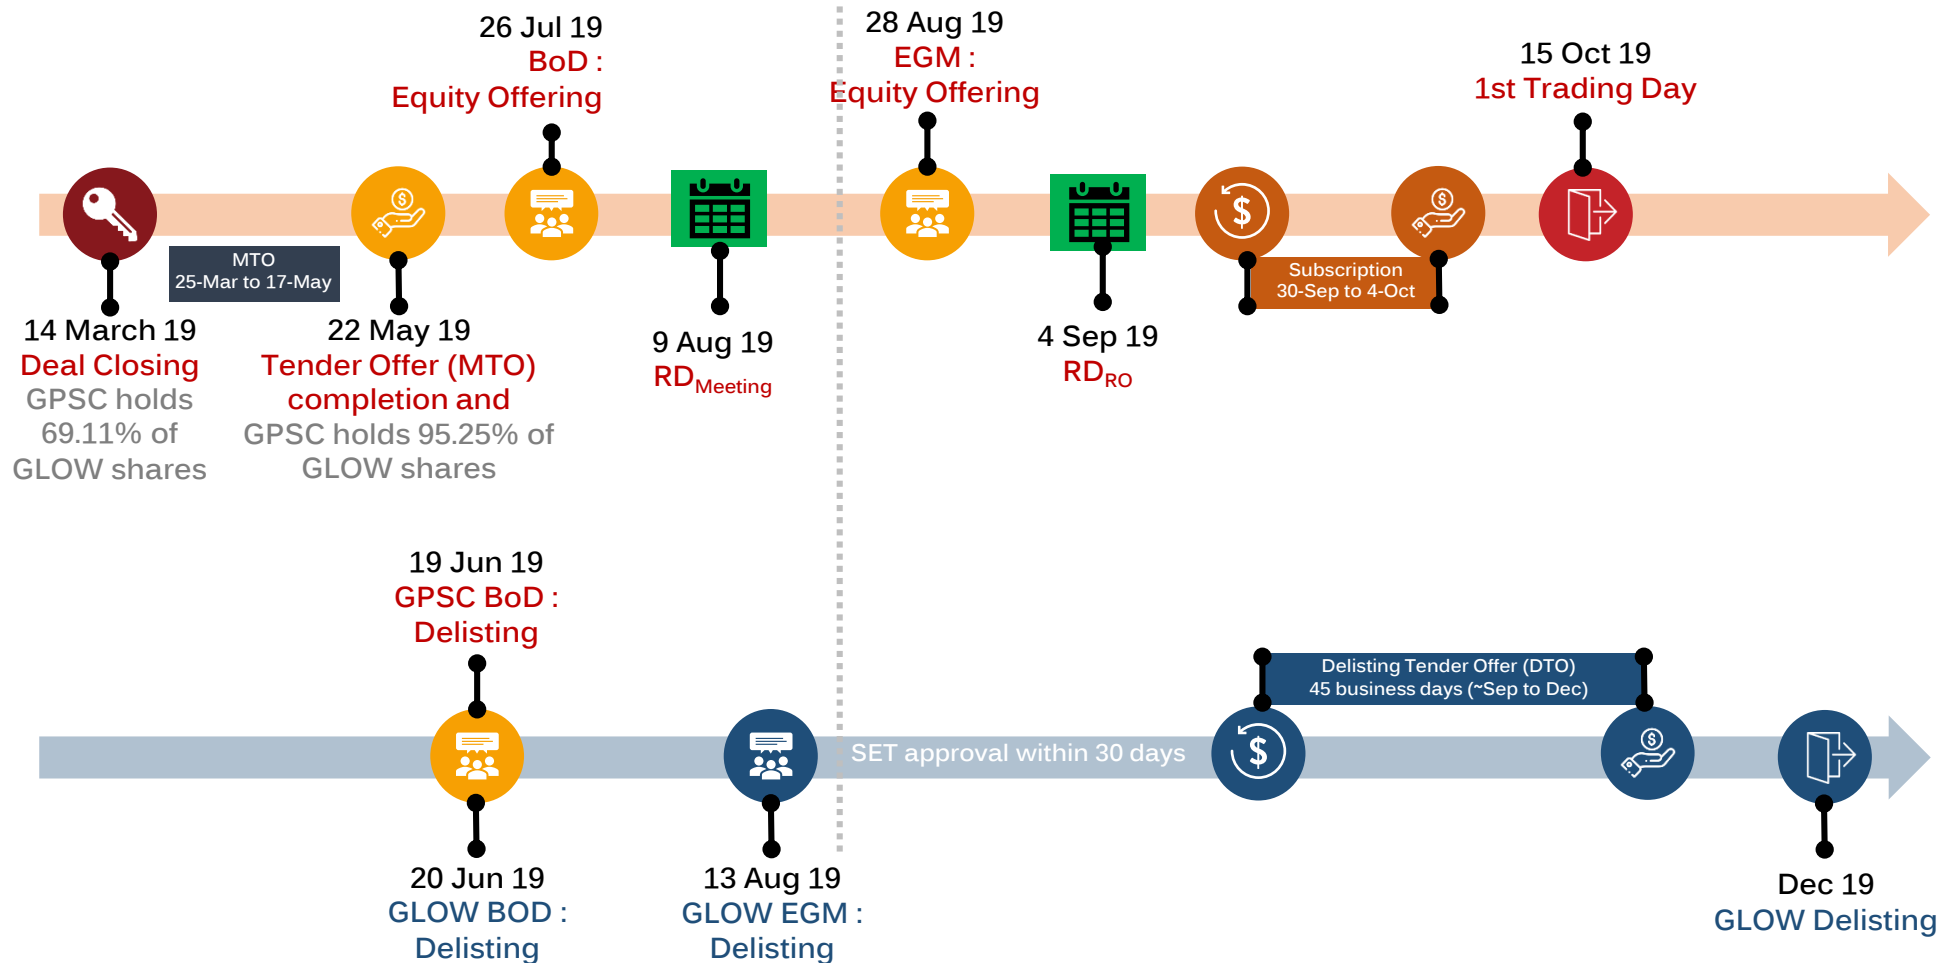 26 Jul 19
BoD :
Equity Offering
28 Aug 19
EGM :
Equity Offering
15 Oct 19
1st Trading Day
MTO
25-Mar to 17-May
Subscription
30-Sep to 4-Oct
14 March 19
Deal Closing
GPSC holds
69.11% of
GLOW shares
22 May 19
Tender Offer (MTO)
completion and
GPSC holds 95.25% of
GLOW shares
9 Aug 19
RDMeeting
4 Sep 19
RDRO
19 Jun 19
GPSC BoD :
Delisting
Delisting Tender Offer (DTO)
45 business days (~Sep to Dec)
SET approval within 30 days
20 Jun 19
GLOW BOD :
Delisting
13 Aug 19
GLOW EGM :
Delisting
Dec 19
GLOW Delisting